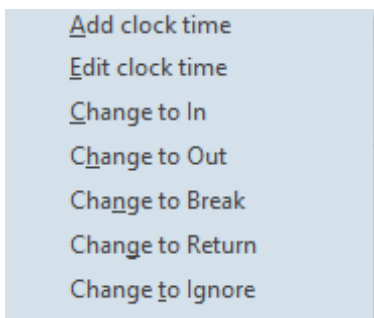 Add clock time
Edit clock time
Change to In
Change to Out
Change to Break
Change to Return
Change to Ignore